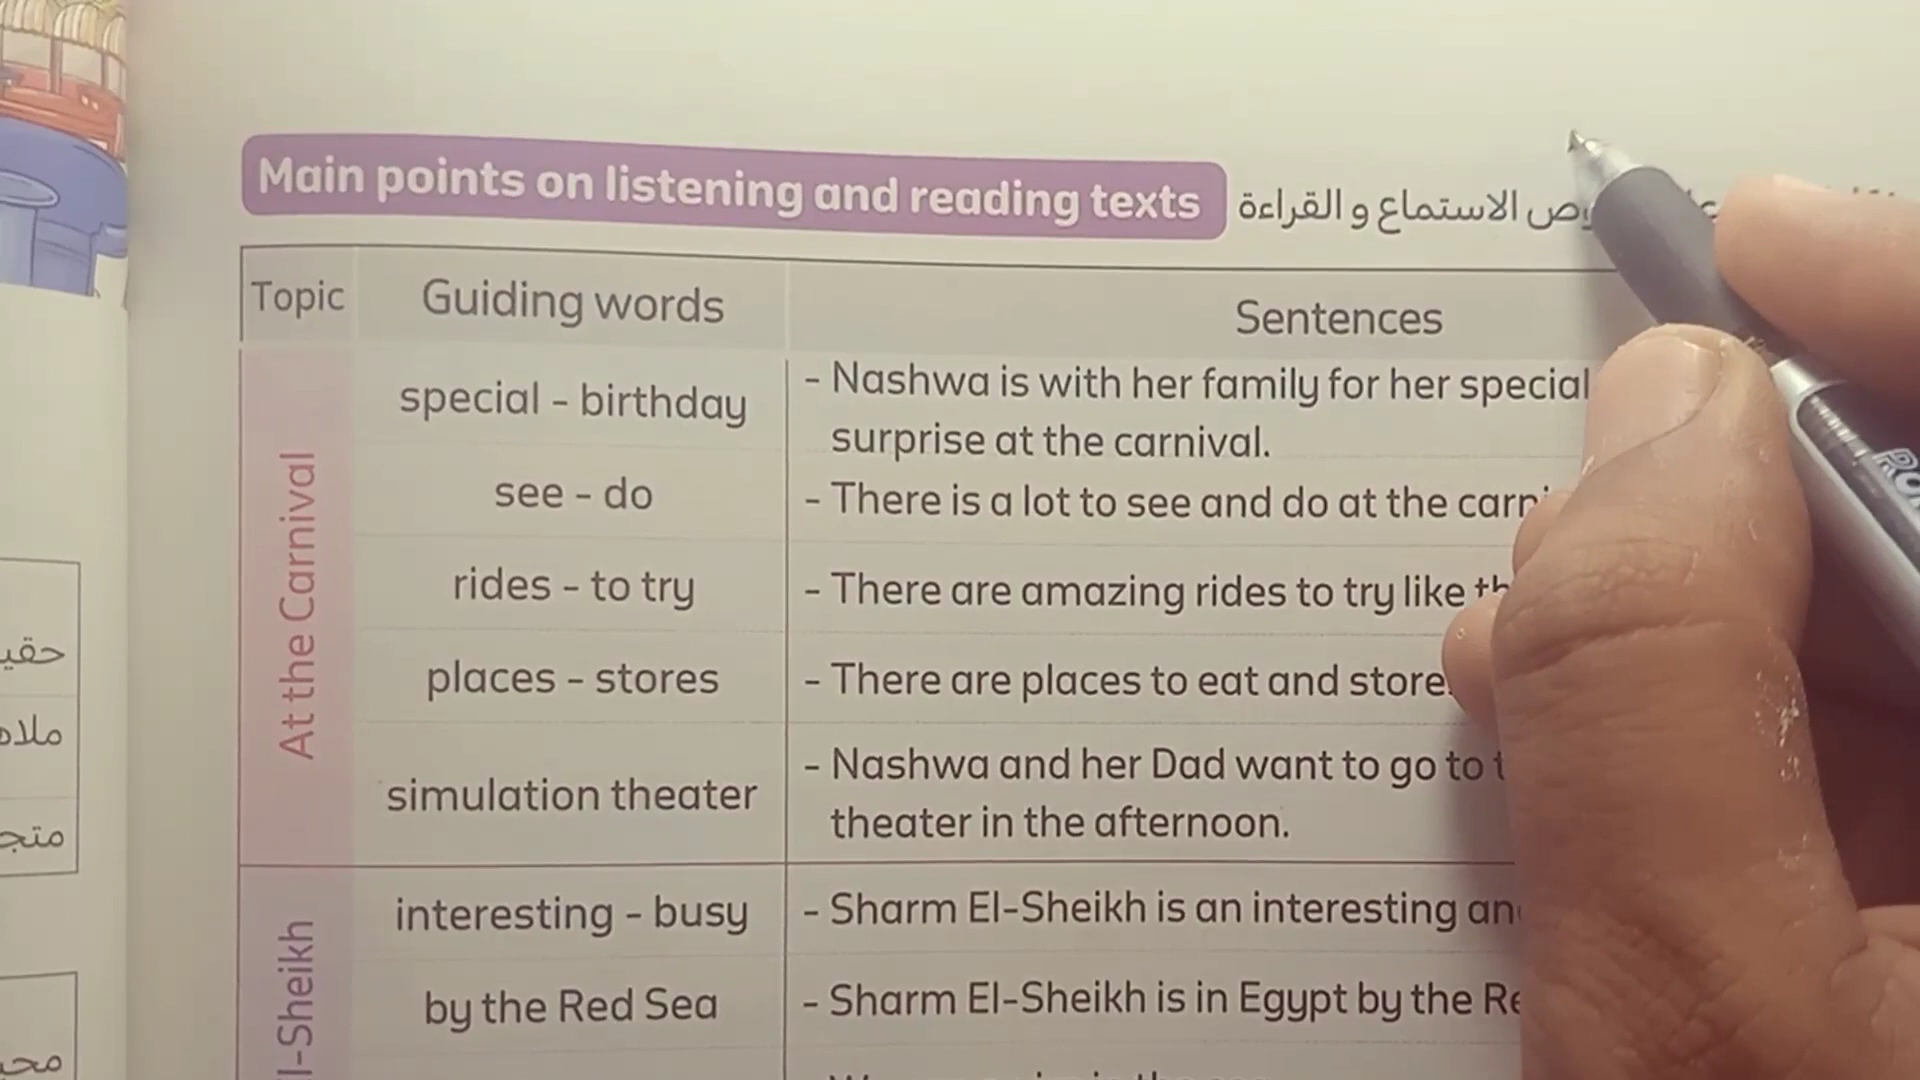 Main points on listening and reading texts
الاستماع و القراءة
Topic Guiding words Sentences
At the Carnival
special - birthday
- Nashwa is with her family for her special
surprise at the carnival.
see - do
- There is a lot to see and do at the
rides - to try
- There are amazing rides to try like
places - stores
- There are places to eat and
simulation theater
- Nashwa and her Dad want to go to
theater in the afternoon.
interesting - busy
- Sharm El-Sheikh is an interesting
by the Red Sea
- Sharm El-Sheikh is in Egypt by the